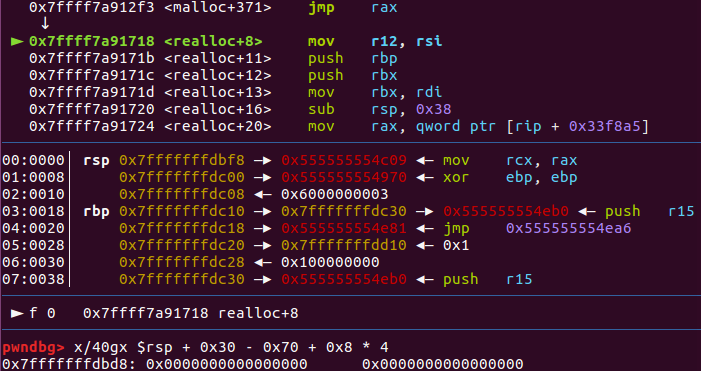 0x7ffff7a912f3 <malloc+371> jmp rax
↓
► 0x7ffff7a91718 <realloc+8> mov r12, rsi
0x7ffff7a9171b <realloc+11> push rbp
0x7ffff7a9171c <realloc+12> push rbx
0x7ffff7a9171d <realloc+13> mov rbx, rdi
0x7ffff7a91720 <realloc+16> sub rsp, 0x38
0x7ffff7a91724 <realloc+20> mov rax, qword ptr [rip + 0x33f8a5]
00:0000│ rsp 0x7fffffffdbf8 —▸ 0x555555554c09 ◂— mov rcx, rax
01:0008│ 0x7fffffffdc00 —▸ 0x555555554970 ◂— xor ebp, ebp
02:0010│ 0x7fffffffdc08 ◂— 0x6000000003
03:0018│ rbp 0x7fffffffdc10 —▸ 0x7fffffffdc30 —▸ 0x555555554eb0 ◂— push r15
04:0020│ 0x7fffffffdc18 —▸ 0x555555554e81 ◂— jmp 0x555555554ea6
05:0028│ 0x7fffffffdc20 —▸ 0x7fffffffdd10 ◂— 0x1
06:0030│ 0x7fffffffdc28 ◂— 0x100000000
07:0038│ 0x7fffffffdc30 —▸ 0x555555554eb0 ◂— push r15
► f 0 0x7ffff7a91718 realloc+8
pwndbg> x/40gx $rsp + 0x30 - 0x70 + 0x8 * 4
0x7fffffffdbd8: 0x0000000000000000 0x0000000000000000